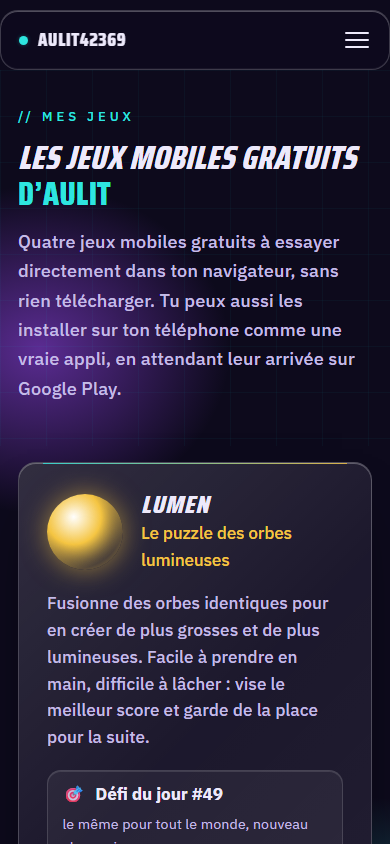 AULIT42369
// MES JEUX
LES JEUX MOBILES GRATUITS
D'AULIT
Quatre jeux mobiles gratuits à essayer
directement dans ton navigateur, sans
rien télécharger. Tu peux aussi les
installer sur ton téléphone comme une
vraie appli, en attendant leur arrivée sur
Google Play.
LUMEN
Le puzzle des orbes
lumineuses
Fusionne des orbes identiques pour
en créer de plus grosses et de plus
lumineuses. Facile à prendre en
main, difficile à lâcher : vise le
meilleur score et garde de la place
pour la suite.
Défi du jour #49
le même pour tout le monde, nouveau